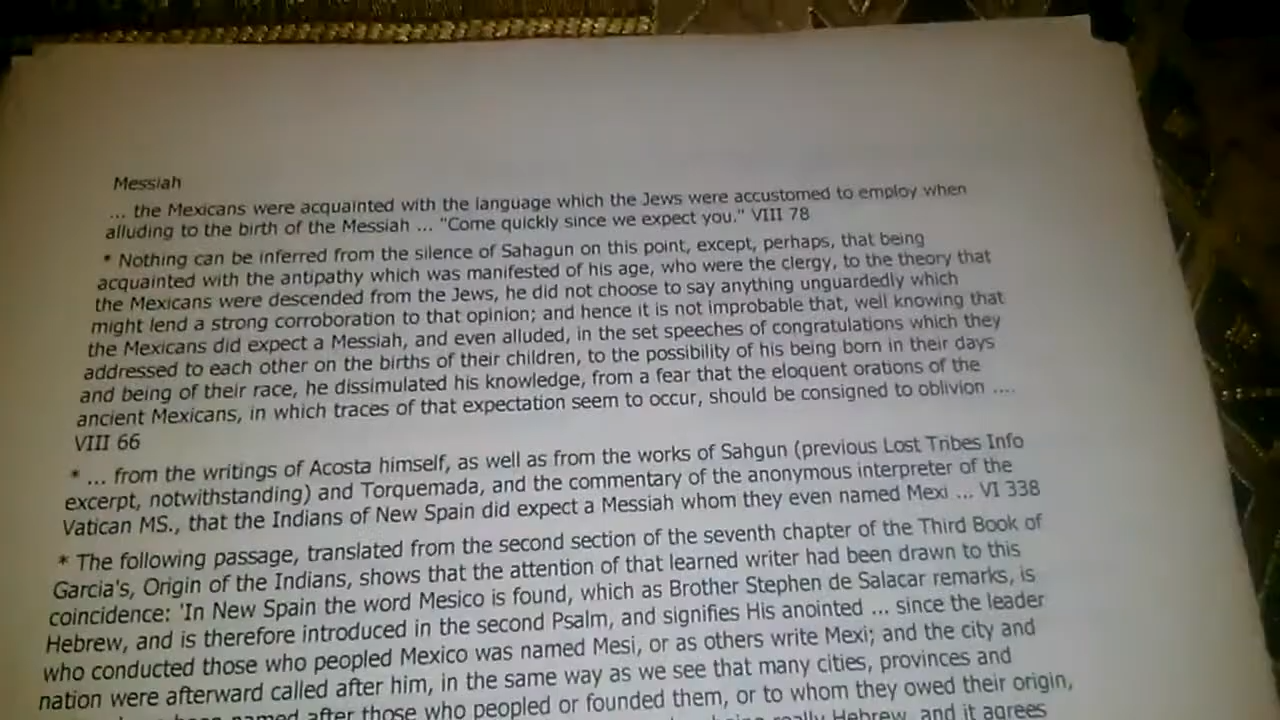 Messiah
... the Mexicans were acquainted with the language which the Jews were accustomed to employ when
alluding to the birth of the Messiah ... "Come quickly since we expect you." VIII 78
* Nothing can be inferred from the silence of Sahagun on this point, except, perhaps, that being
acquainted with the antipathy which was manifested of his age, who were the clergy, to the theory that
the Mexicans were descended from the Jews, he did not choose to say anything unguardedly which
might lend a strong corroboration to that opinion; and hence it is not improbable that, well knowing that
the Mexicans did expect a Messiah, and even alluded, in the set speeches of congratulations which they
addressed to each other on the births of their children, to the possibility of his being born in their days
and being of their race, he dissimulated his knowledge, from a fear that the eloquent orations of the
ancient Mexicans, in which traces of that expectation seem to occur, should be consigned to oblivion ....
VIII 66
* ... from the writings of Acosta himself, as well as from the works of Sahgun (previous Lost Tribes Info
excerpt, notwithstanding) and Torquemada, and the commentary of the anonymous interpreter of the
Vatican MS., that the Indians of New Spain did expect a Messiah whom they even named Mexi ... VI 338
* The following passage, translated from the second section of the seventh chapter of the Third Book of
Garcia's, Origin of the Indians, shows that the attention of that learned writer had been drawn to this
coincidence: 'In New Spain the word Mesico is found, which as Brother Stephen de Salacar remarks, is
Hebrew, and is therefore introduced in the second Psalm, and signifies His anointed ... since the leader
who conducted those who peopled Mexico was named Mesi, or as others write Mexi; and the city and
nation were afterward called after him, in the same way as we see that many cities, provinces and
named after those who peopled or founded them, or to whom they owed their origin,
really Hebrew, and it agrees